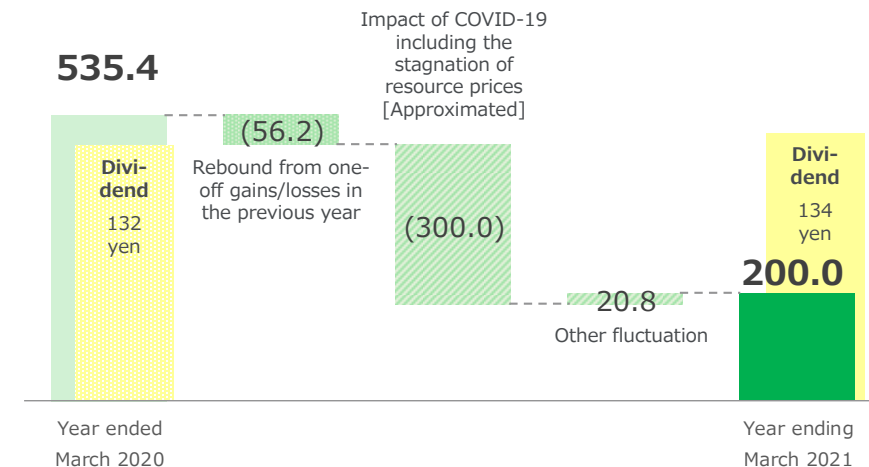 Impact of COVID-19
including the
stagnation of
resource prices
[Approximated]
535.4
(56.2)
Rebound from one-
off gains/losses in
the previous year
Divi-
dend
132
yen
(300.0)
20.8
Other fluctuation
Divi-
dend
134
yen
200.0
Year ended
March 2020
Year ending
March 2021